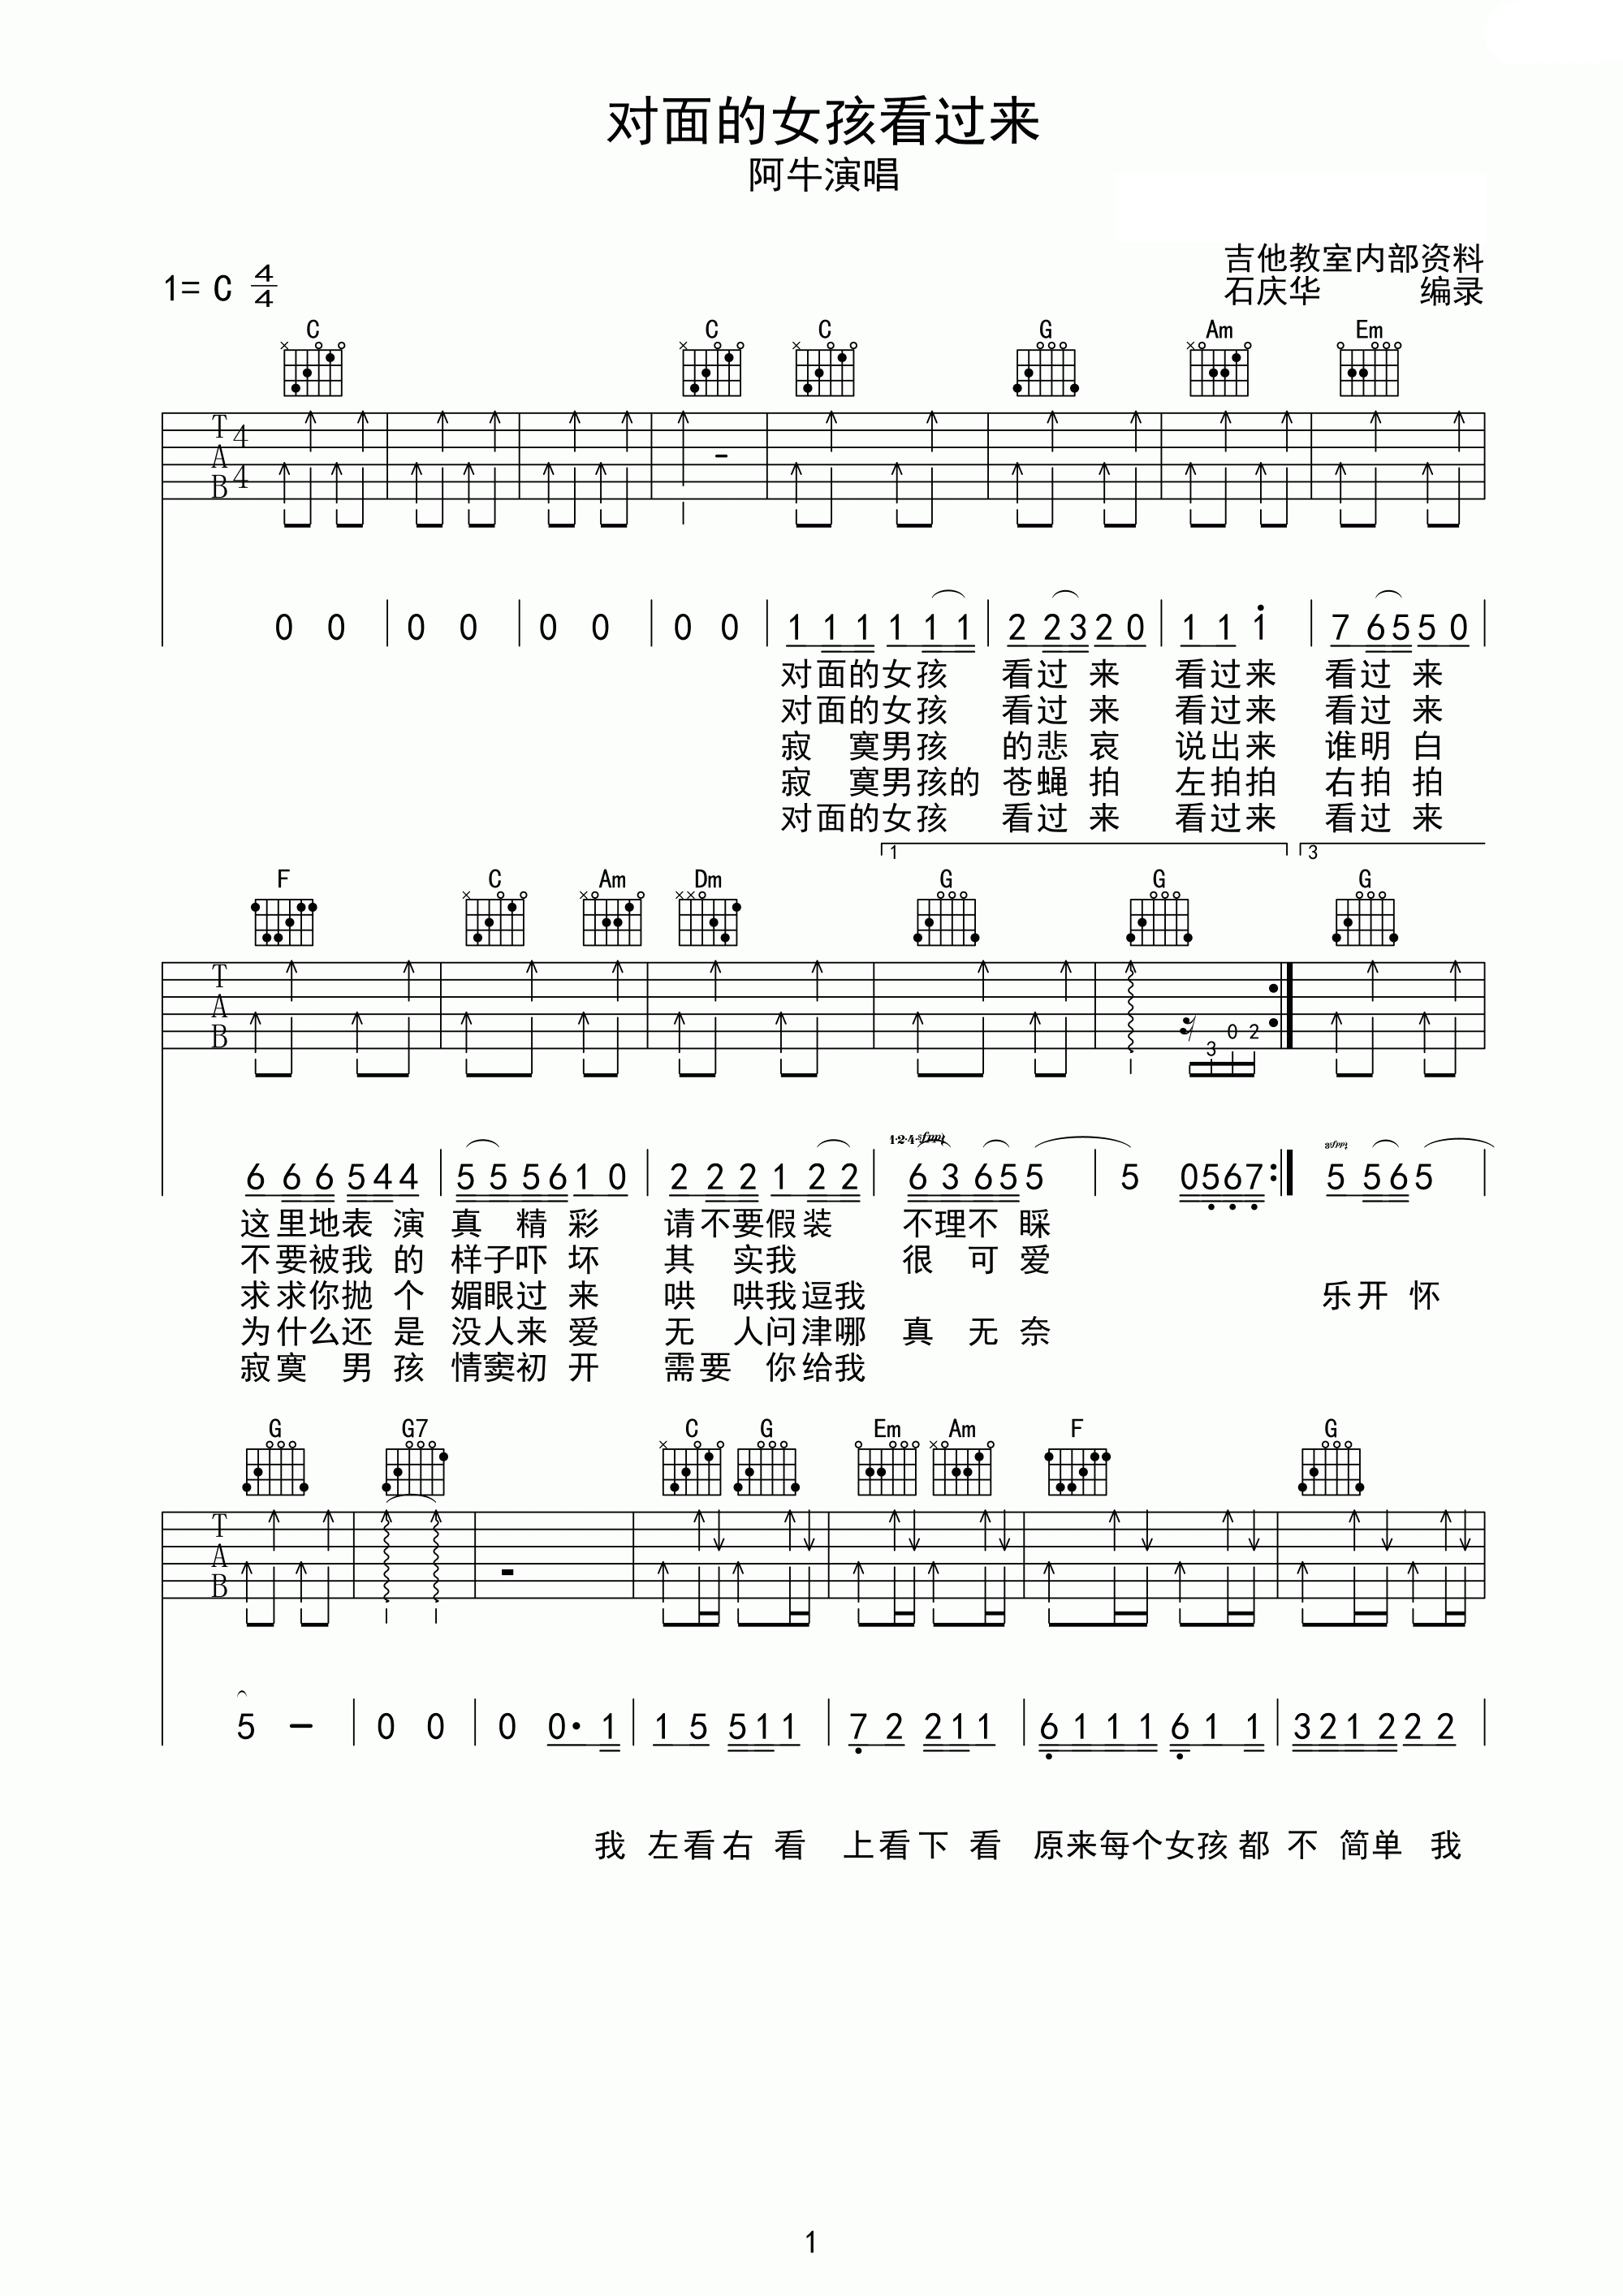 对面的女孩看过来
阿牛演唱
吉他教室内部资料
1= C 4/4 石庆华 编录
C C C G Am Em
T A B 4 4
0 0 | 0 0 | 0 0 | 0 0 | 1 1 1 1 1 1 | 2 2 3 2 0 | 1 1 1 | 7 6 5 5 0 |
对面的女孩 看过 来 看过来 看过 来
对面的女孩 看过 来 看过来 看过 来
寂 寞男孩 的悲 哀 说出来 谁明 白
寂 寞男孩的 苍蝇 拍 左拍拍 右拍 拍
对面的女孩 看过 来 看过来 看过 来
1 3
F C Am Dm G G G
T A B 3 0 2
6 6 6 5 4 4 | 5 5 5 6 1 0 | 2 2 2 1 2 2 | 6 3 6 5 5 | 5 0 5 6 7 :| 5 5 6 5 |
这里地表 演 真 精 彩 请不要假装 不理不 睬
不要被我 的 样子吓 坏 其 实我 很 可 爱
求求你抛 个 媚眼过 来 哄 哄我逗我 乐开 怀
为什么还 是 没人来 爱 无 人问津哪 真 无 奈
寂寞 男 孩 情窦初 开 需要 你给我
G G7 C G Em Am F G
T A B
5 - | 0 0 | 0 0· 1 | 1 5 5 1 1 | 7 2 2 1 1 | 6 1 1 1 6 1 1 | 3 2 1 2 2 2 |
我 左看右 看 上看下 看 原来每个女孩 都 不 简单 我
1